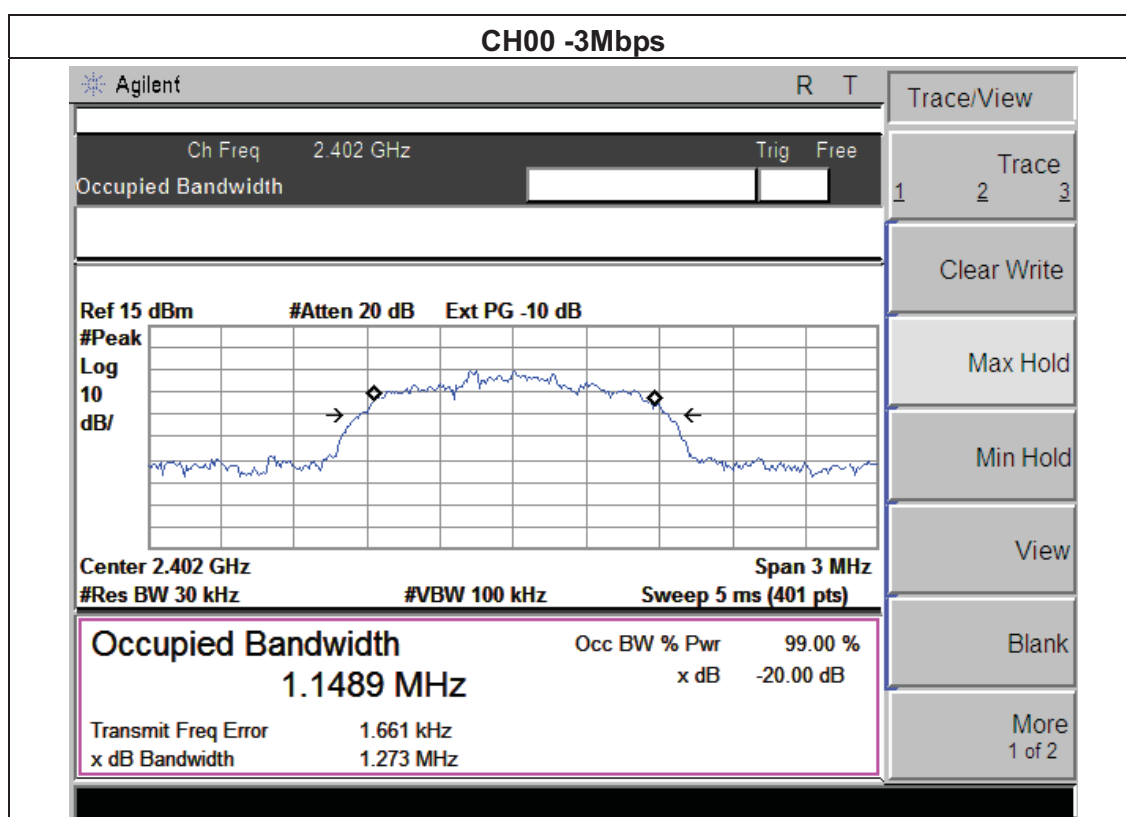 CH00 -3Mbps
Agilent R T
Trace/View
Ch Freq 2.402 GHz Trig Free
Occupied Bandwidth
Trace
1 2 3
Clear Write
Ref 15 dBm #Atten 20 dB Ext PG -10 dB
#Peak
Log
10
dB/
Max Hold
Min Hold
View
Center 2.402 GHz Span 3 MHz
#Res BW 30 kHz #VBW 100 kHz Sweep 5 ms (401 pts)
Occupied Bandwidth Occ BW % Pwr 99.00 %
1.1489 MHz x dB -20.00 dB
Blank
Transmit Freq Error 1.661 kHz
x dB Bandwidth 1.273 MHz
More
1 of 2